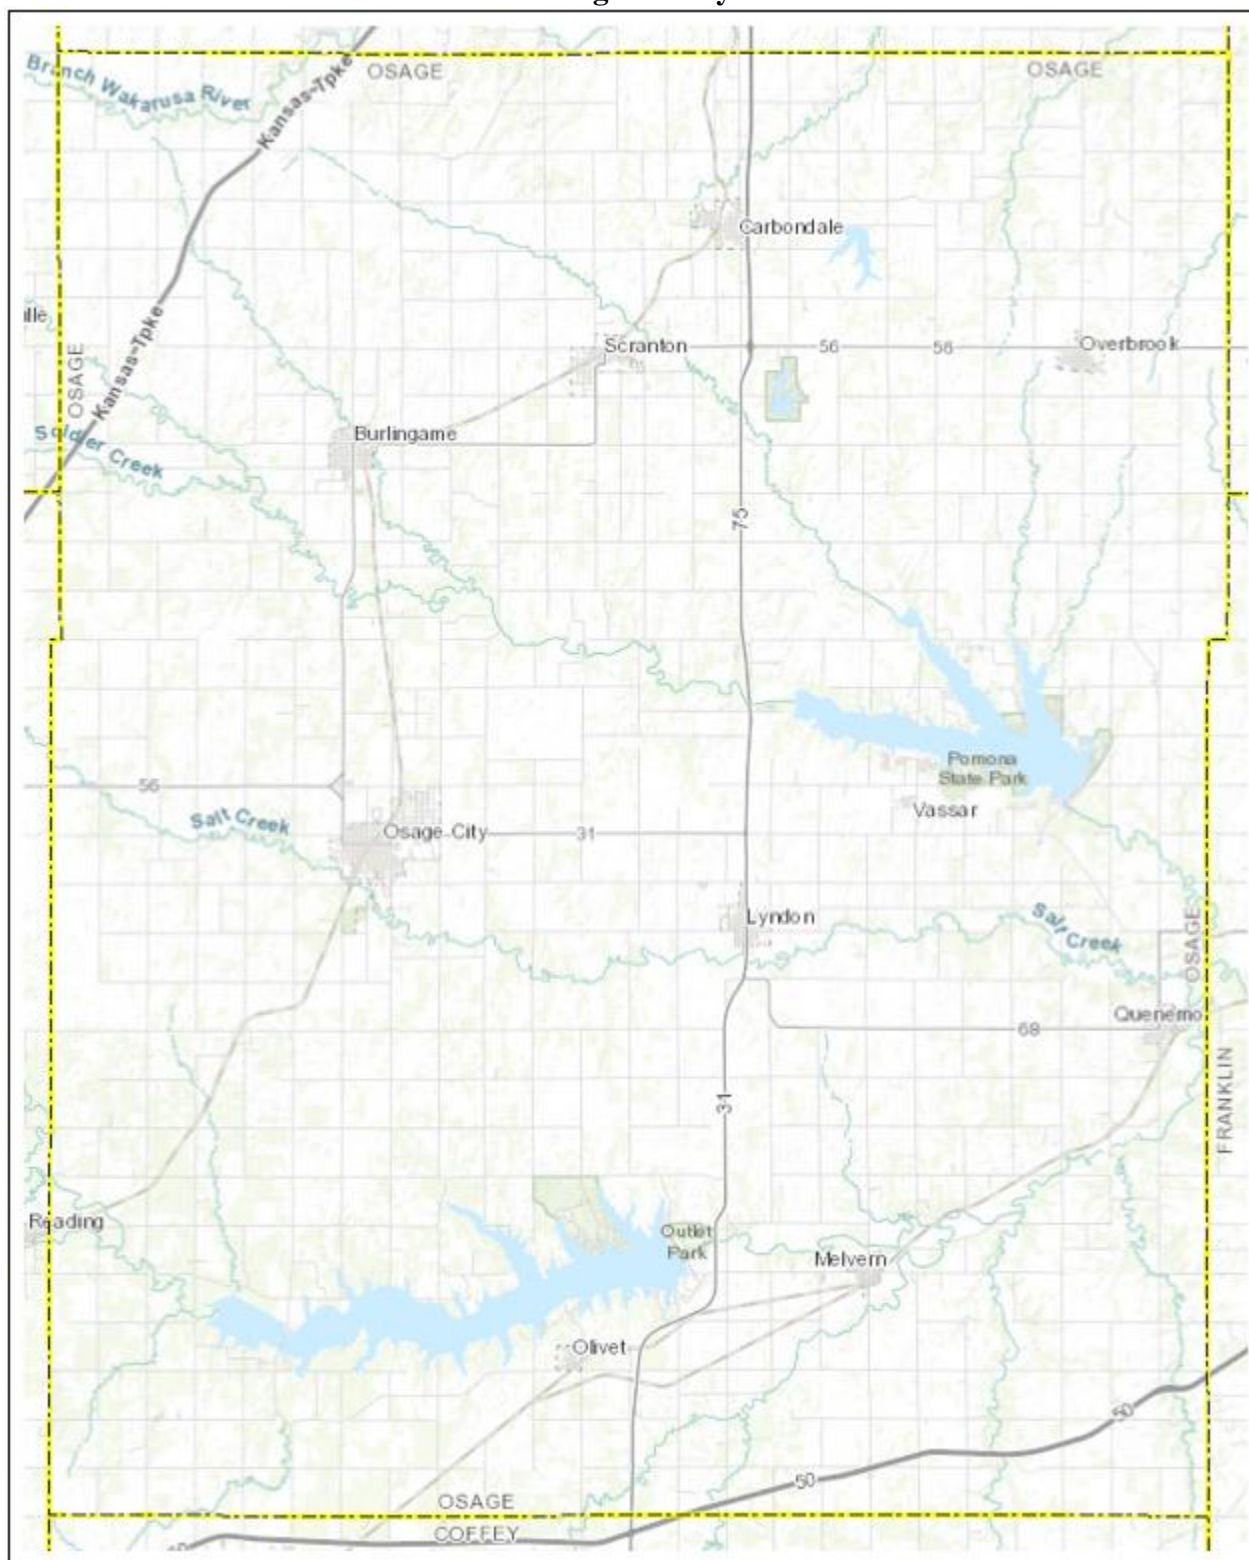 OSAGE
OSAGE
Branch Wakarusa River
Kansas-Tpke
Carbondale
ille
Kansas-Tpke
OSAGE
Scranton
56
56
Overbrook
Burlingame
Soldier Creek
75
Pomona
State Park
56
Vassar
Salt Creek
Osage City
31
Lyndon
Salt Creek
OSAGE
Quenemo
68
FRANKLIN
31
Reading
Outlet
Park
Melvern
Olivet
50
50
OSAGE
COFFEY